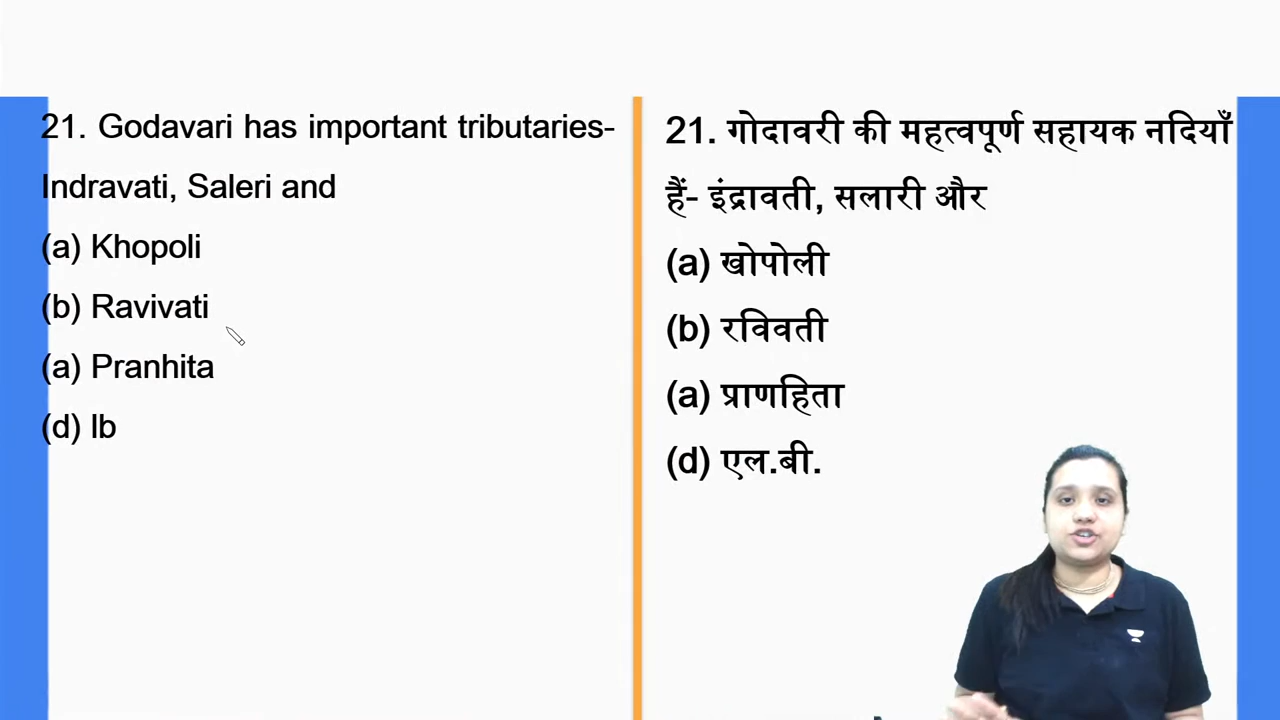 21. Godavari has important tributaries-
Indravati, Saleri and
(a) Khopoli
(b) Ravivati
(a) Pranhita
(d) lb
21. गोदावरी की महत्वपूर्ण सहायक नदियाँ
हैं- इंद्रावती, सलारी और
(a) खोपोली
(b) रविवती
(a) प्राणहिता
(d) एल.बी.